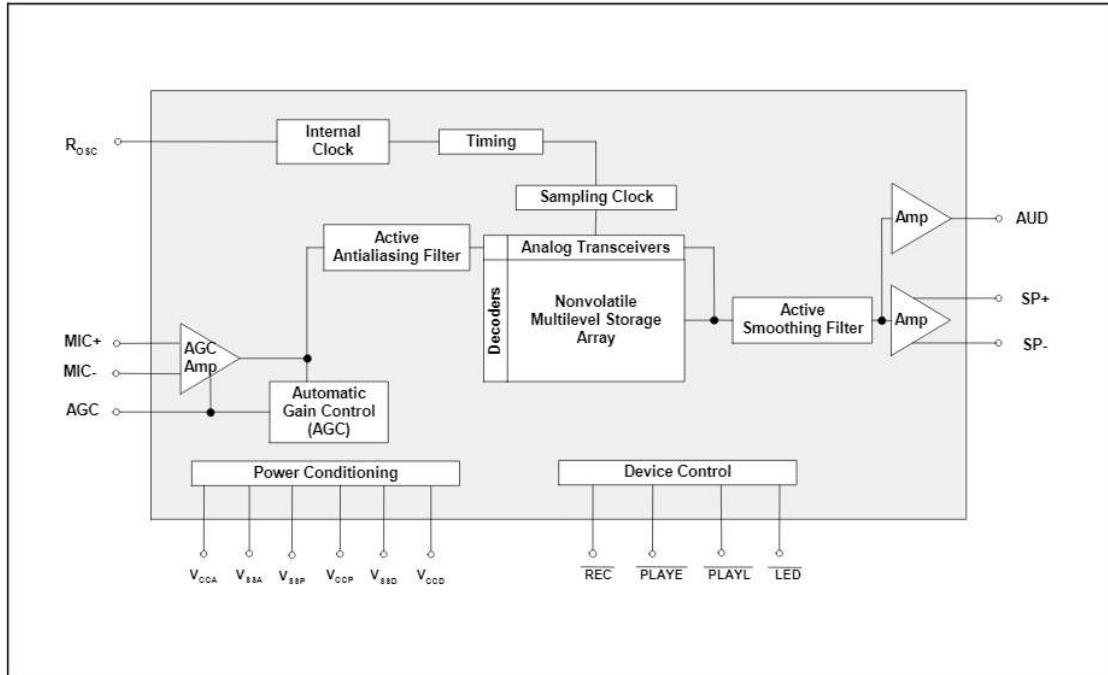 R_OSC
Internal
Clock
Timing
Sampling Clock
Active
Antialiasing Filter
Analog Transceivers
Decoders
Nonvolatile
Multilevel Storage
Array
Active
Smoothing Filter
Amp
AUD
Amp
SP+
SP-
MIC+
MIC-
AGC
Amp
AGC
Automatic
Gain Control
(AGC)
Power Conditioning
V_CCA V_SSA V_SSP V_CCP V_SSD V_CCD
Device Control
REC PLAYE PLAYL LED